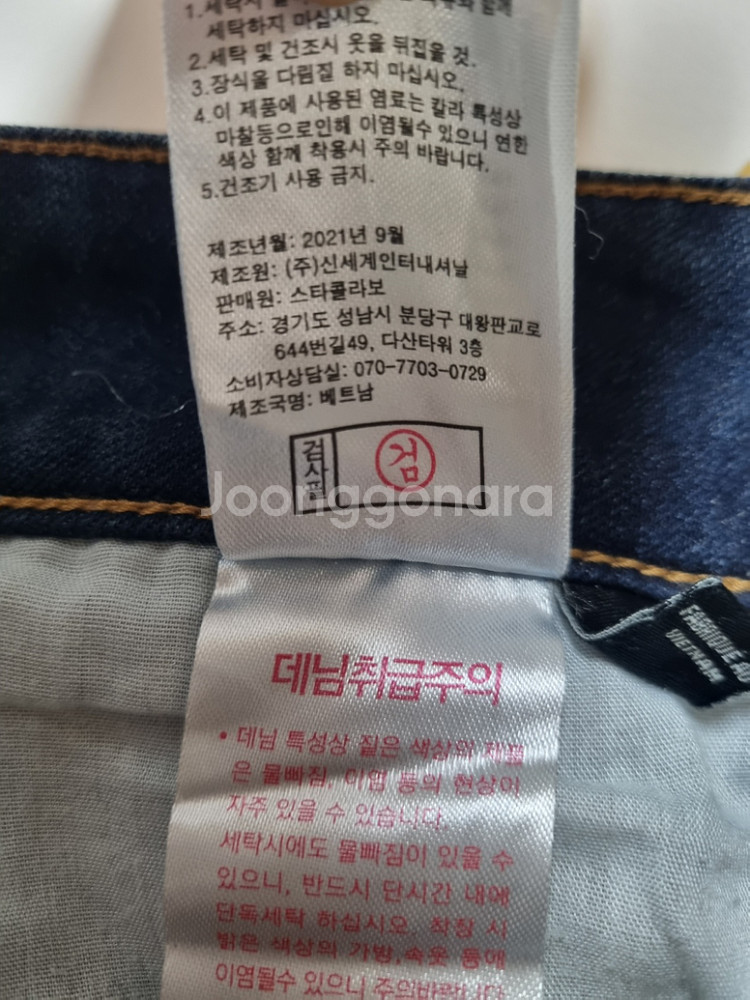 세탁하지 마십시오.
2.세탁 및 건조시 옷을 뒤집을 것.
3.장식을 다림질 하지 마십시오.
4.이 제품에 사용된 염료는 칼라 특성상
마찰등으로인해 이염될수 있으니 연한
색상 함께 착용시 주의 바랍니다.
5.건조기 사용 금지.
제조년월: 2021년 9월
제조원: (주)신세계인터내셔날
판매원: 스타콜라보
주소: 경기도 성남시 분당구 대왕판교로
644번길49, 다산타워 3층
소비자상담실: 070-7703-0729
제조국명: 베트남
검사필 검
Joonggonara
데님취급주의
• 데님 특성상 짙은 색상의 제품
은 물빠짐, 이염 등의 현상이
자주 있을 수 있습니다.
세탁시에도 물빠짐이 있을 수
있으니, 반드시 단시간 내에
단독세탁 하십시오. 착장 시
밝은 색상의 가방,속옷 등에
이염될수 있으니 주의바랍니다
VIETNAM